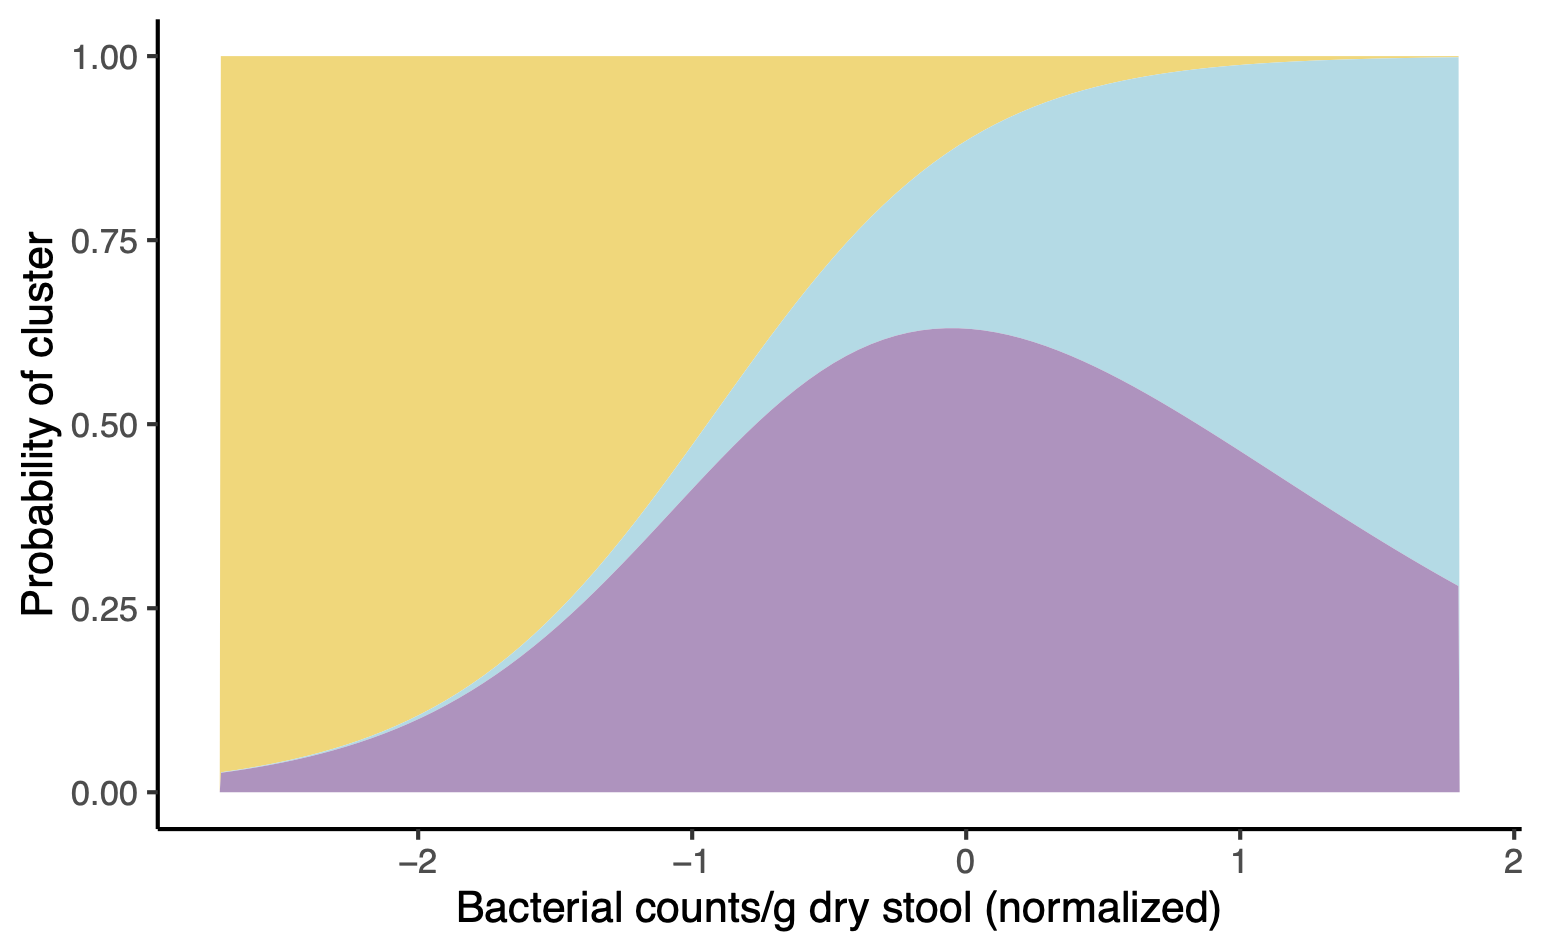 Probability of cluster
1.00
0.75
0.50
0.25
0.00
−2 −1 0 1 2
Bacterial counts/g dry stool (normalized)